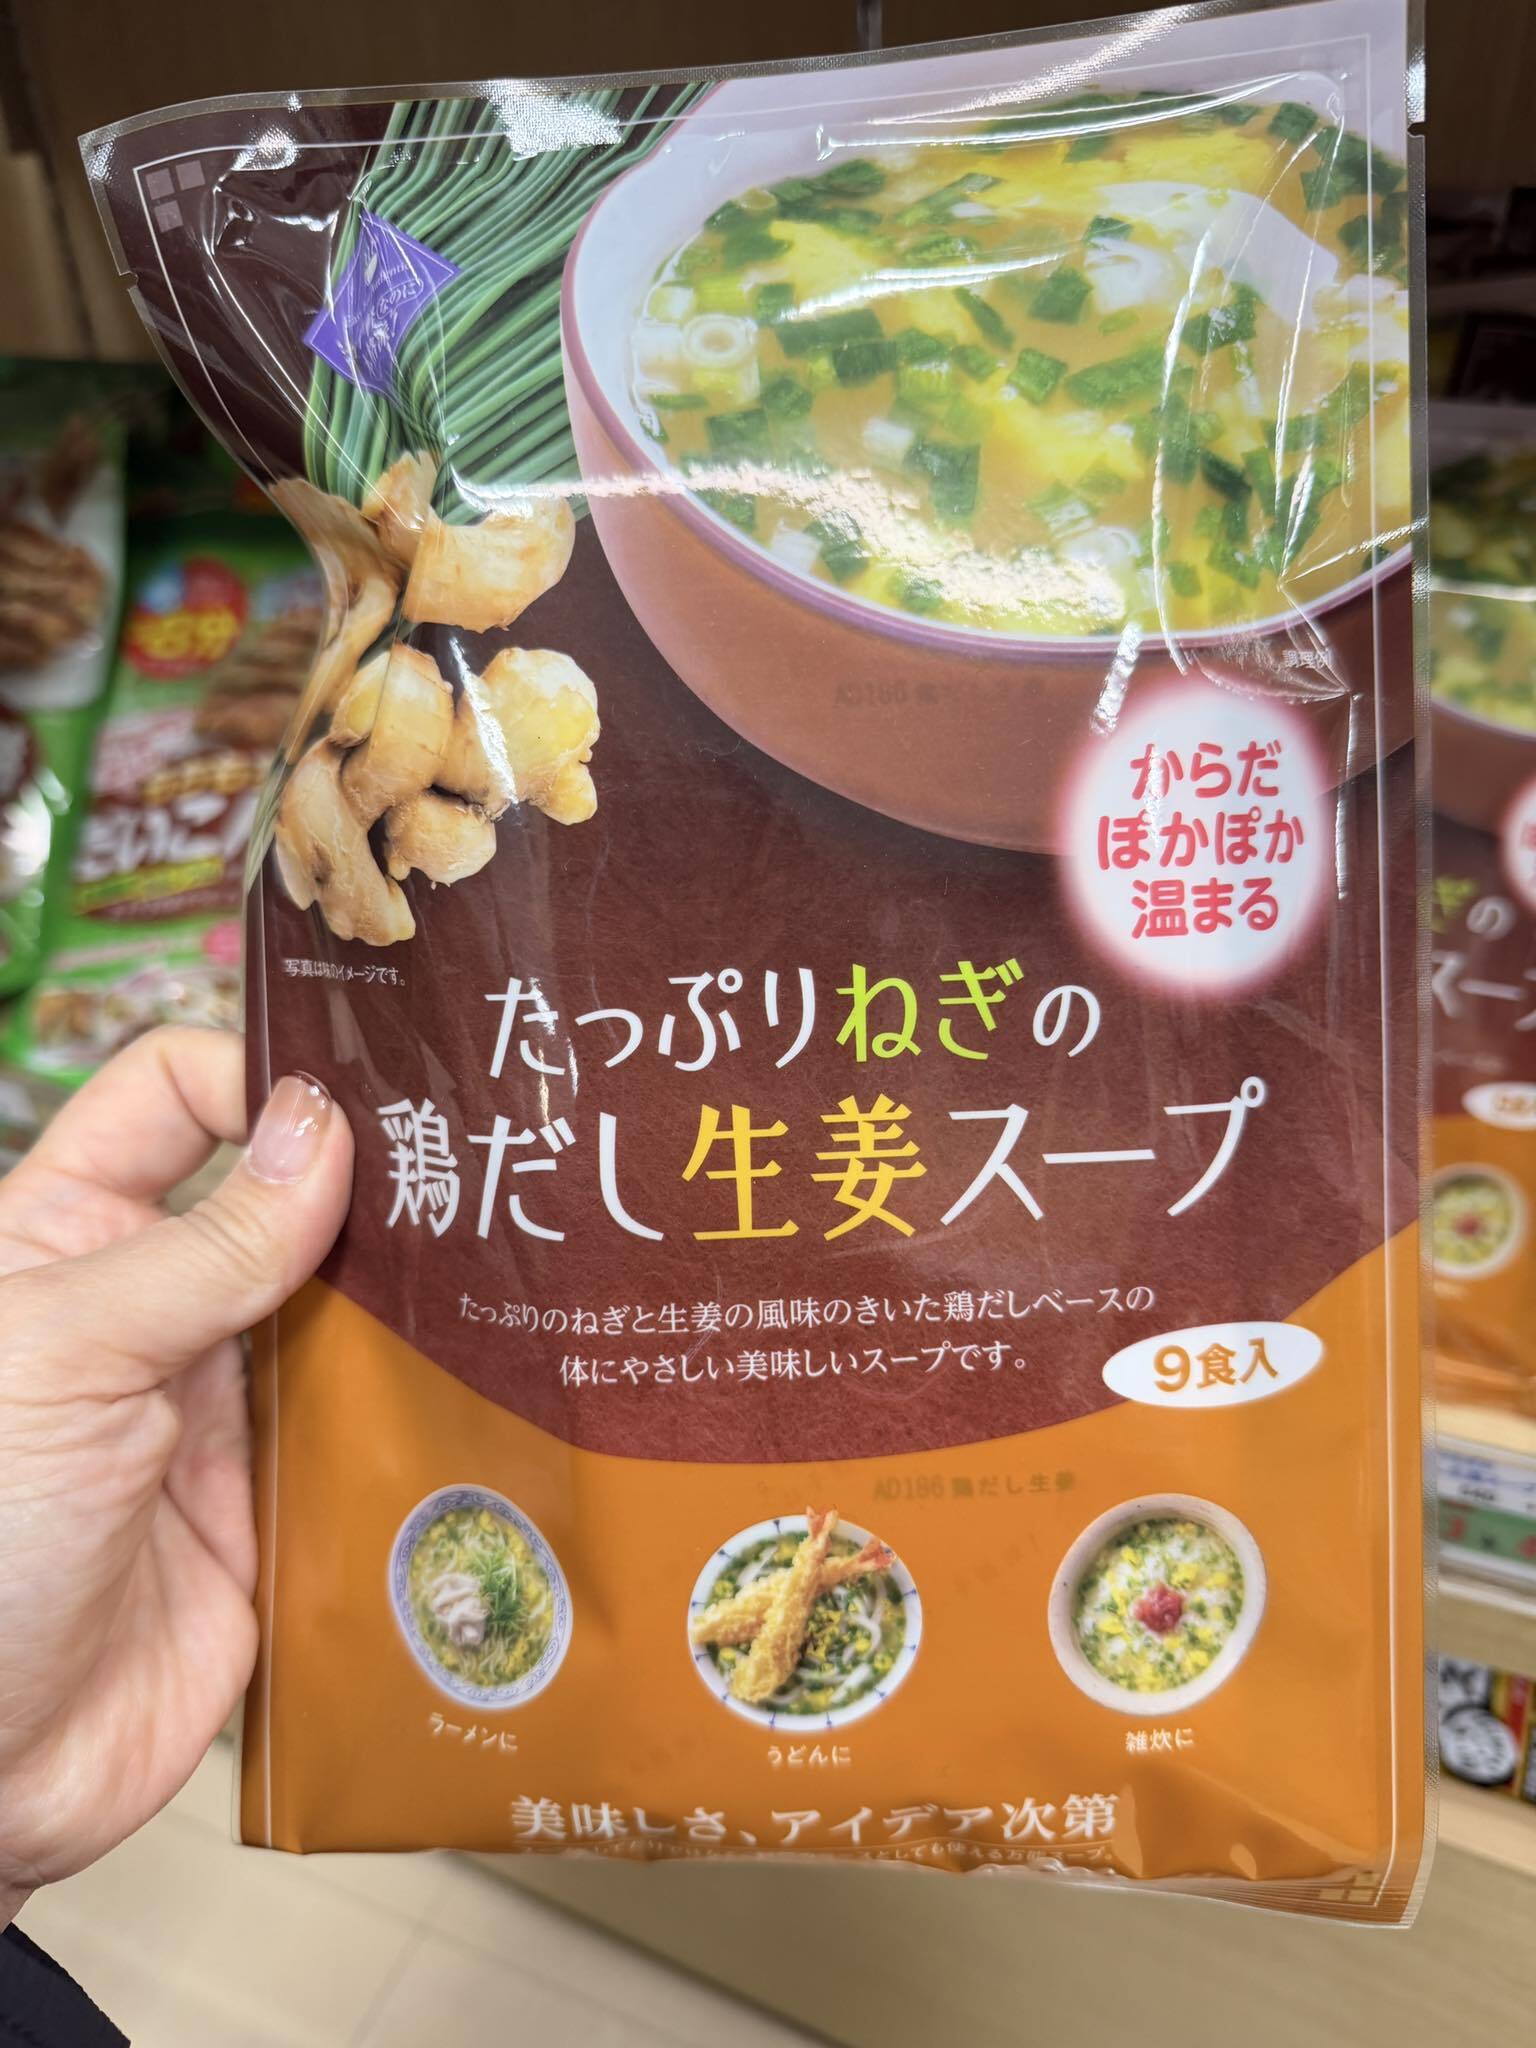 からだ
ぽかぽか
温まる
調理例
写真は味のイメージです。
たっぷりねぎの
鶏だし生姜スープ
たっぷりのねぎと生姜の風味のきいた鶏だしベースの
体にやさしい美味しいスープです。
9食入
AD186 鶏だし生姜
ラーメンに
うどんに
雑炊に
美味しさ、アイデア次第